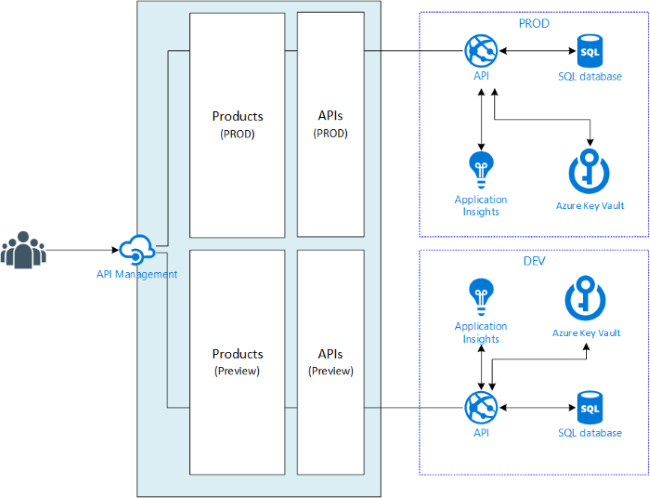 API Management
Products
(PROD)
APIs
(PROD)
Products
(Preview)
APIs
(Preview)
PROD
API
SQL
SQL database
Application
Insights
Azure Key Vault
DEV
Application
Insights
Azure Key Vault
API
SQL
SQL database